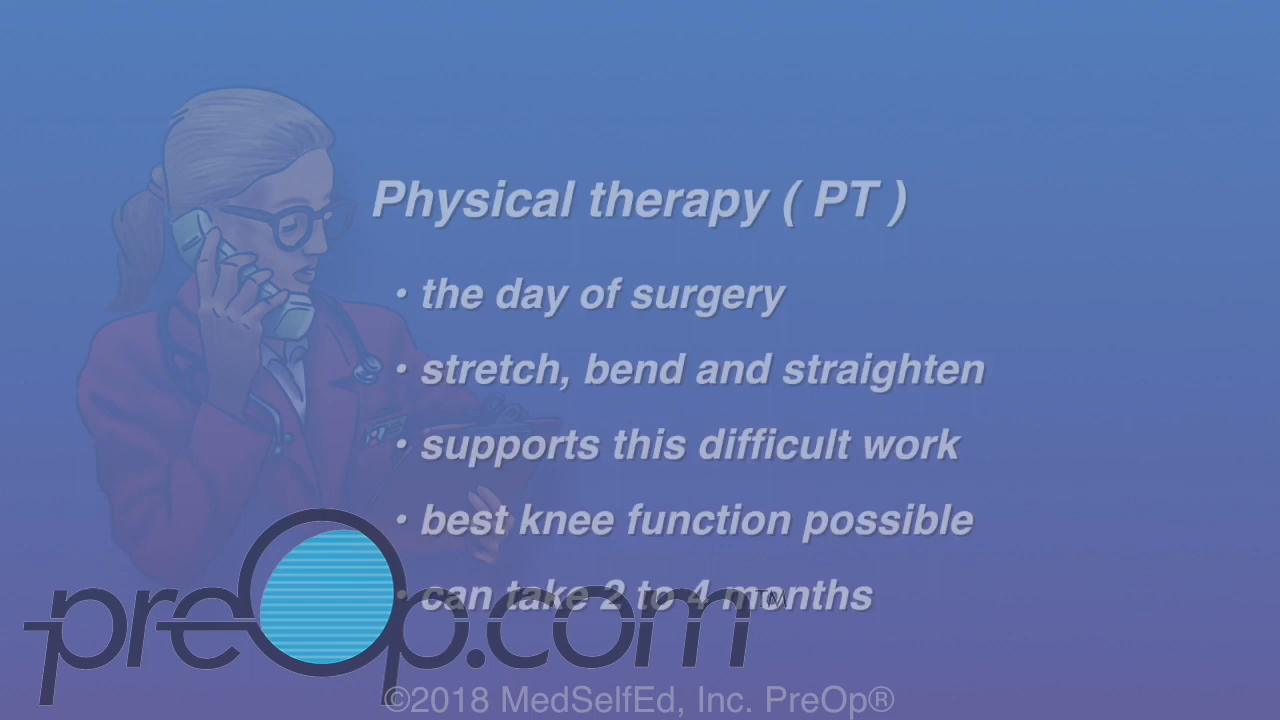 Physical therapy ( PT )
• the day of surgery
• stretch, bend and straighten
• supports this difficult work
• best knee function possible
• can take 2 to 4 months
preOp.com™
©2018 MedSelfEd, Inc. PreOp®